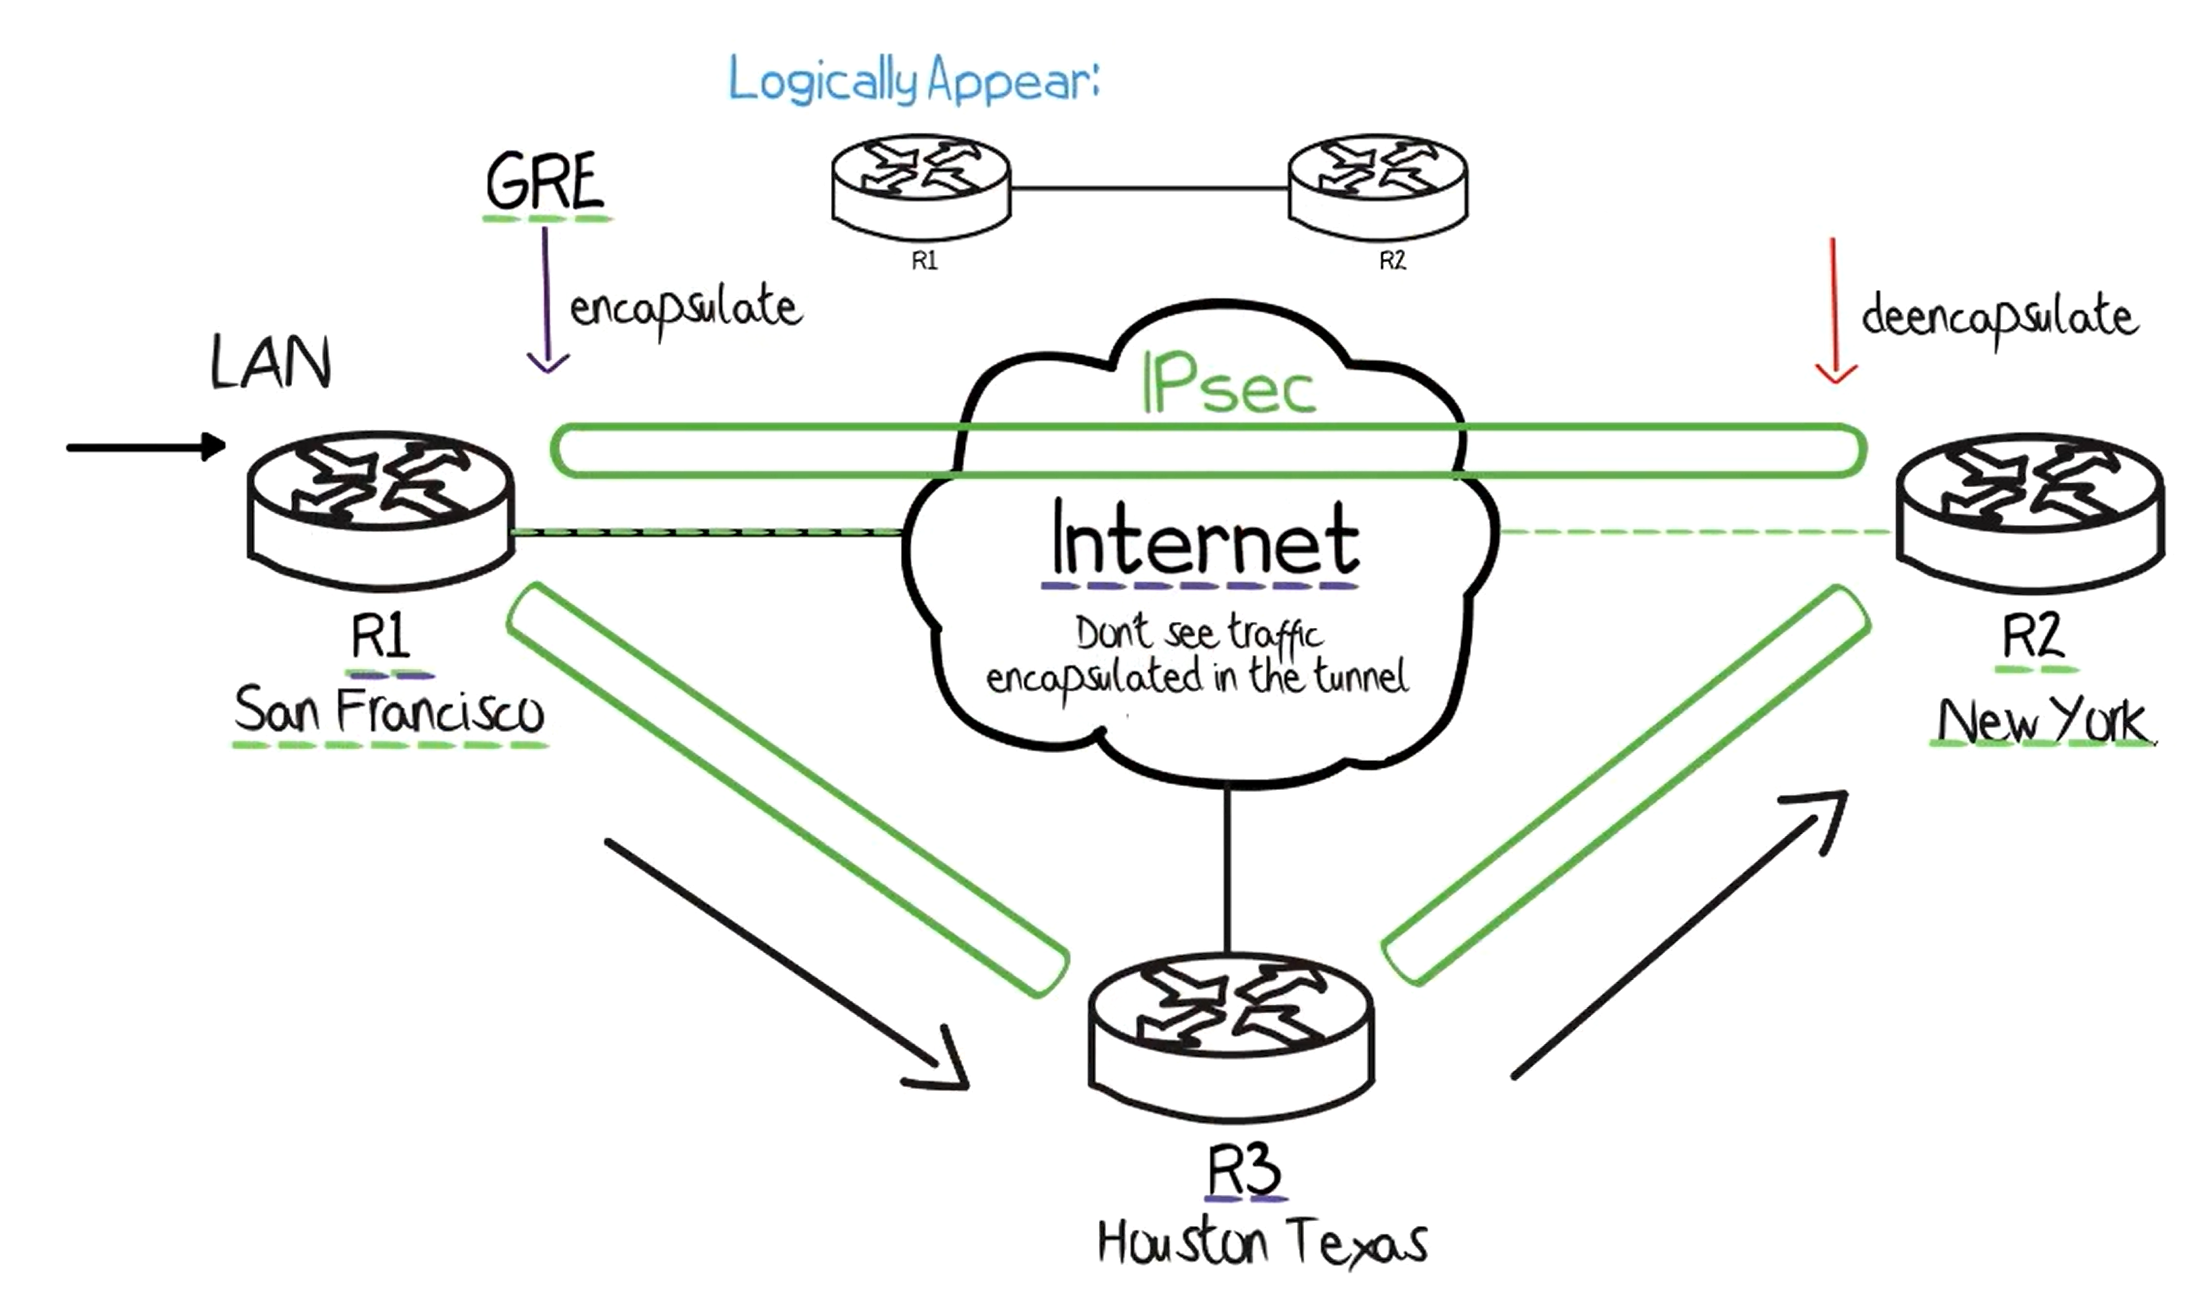 Logically Appear:
GRE
R1
R2
encapsulate
deencapsulate
LAN
IPsec
Internet
Don't see traffic
encapsulated in the tunnel
R1
San Francisco
R2
New York
R3
Houston Texas